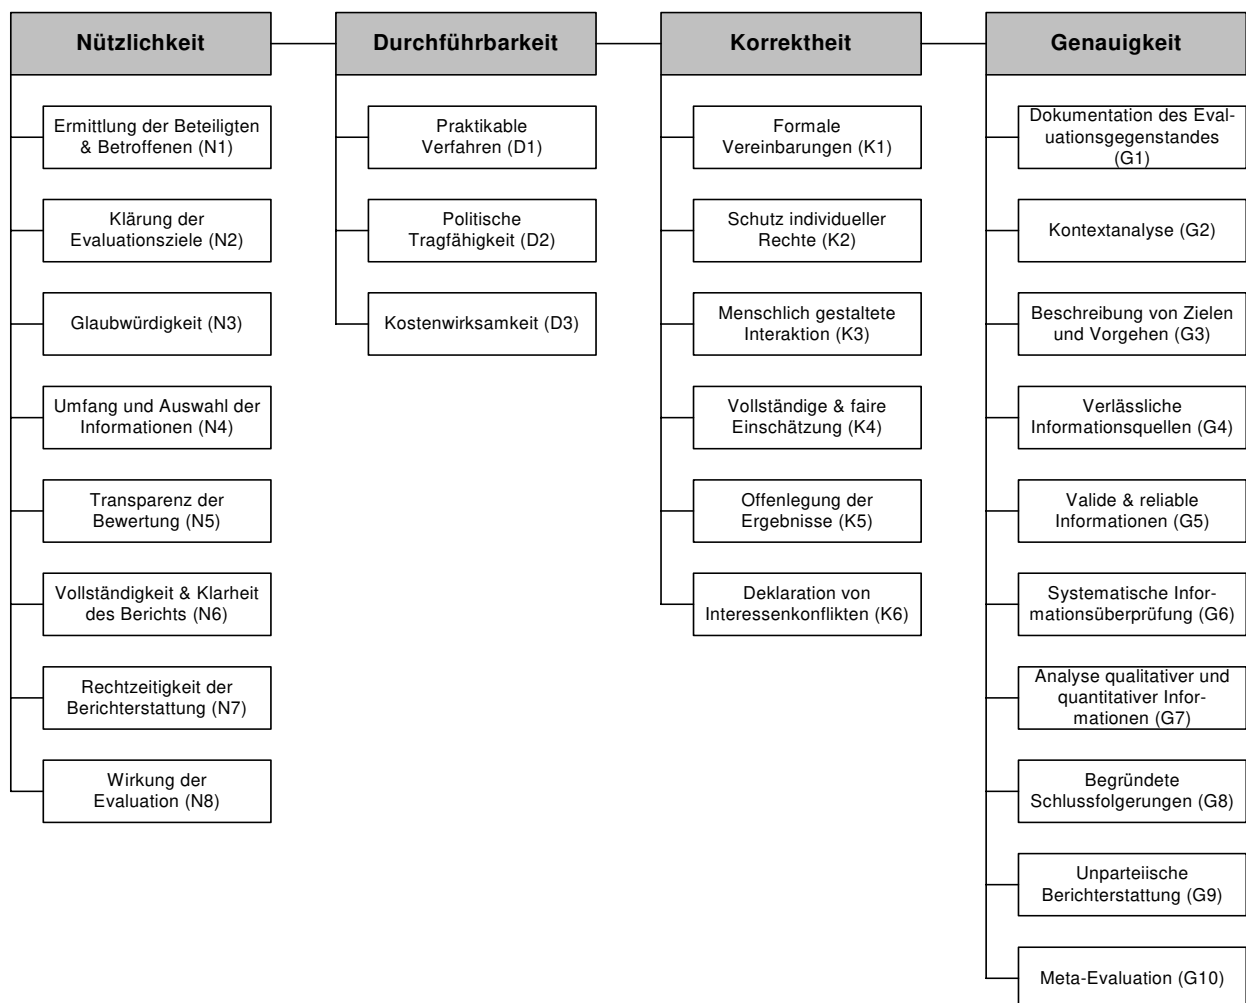 Nützlichkeit
Ermittlung der Beteiligten
& Betroffenen (N1)
Klärung der
Evaluationsziele (N2)
Glaubwürdigkeit (N3)
Umfang und Auswahl der
Informationen (N4)
Transparenz der
Bewertung (N5)
Vollständigkeit & Klarheit
des Berichts (N6)
Rechtzeitigkeit der
Berichterstattung (N7)
Wirkung der
Evaluation (N8)
Durchführbarkeit
Praktikable
Verfahren (D1)
Politische
Tragfähigkeit (D2)
Kostenwirksamkeit (D3)
Korrektheit
Formale
Vereinbarungen (K1)
Schutz individueller
Rechte (K2)
Menschlich gestaltete
Interaktion (K3)
Vollständige & faire
Einschätzung (K4)
Offenlegung der
Ergebnisse (K5)
Deklaration von
Interessenkonflikten (K6)
Genauigkeit
Dokumentation des Eval-
uationsgegenstandes
(G1)
Kontextanalyse (G2)
Beschreibung von Zielen
und Vorgehen (G3)
Verlässliche
Informationsquellen (G4)
Valide & reliable
Informationen (G5)
Systematische Infor-
mationsüberprüfung (G6)
Analyse qualitativer und
quantitativer Infor-
mationen (G7)
Begründete
Schlussfolgerungen (G8)
Unparteiische
Berichterstattung (G9)
Meta-Evaluation (G10)